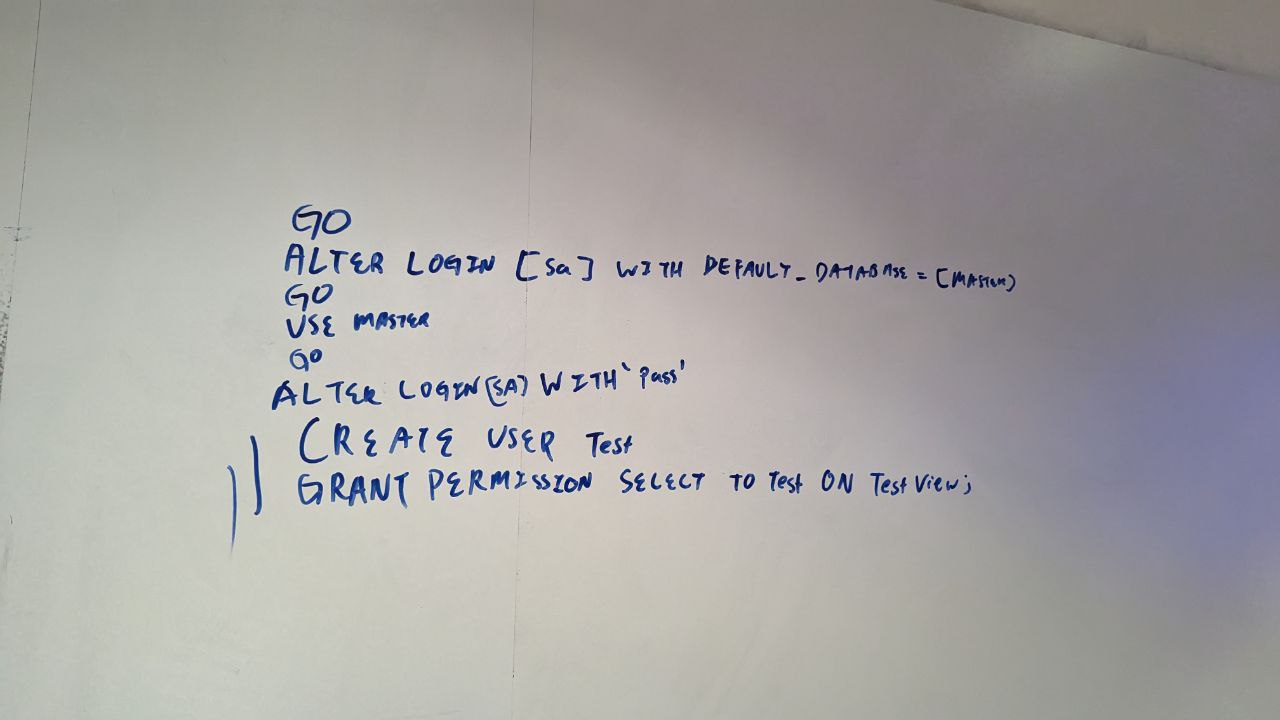 GO
ALTER LOGIN [Sa] WITH DEFAULT_DATABASE = [MASTER]
GO
USE MASTER
GO
ALTER LOGIN [SA] WITH 'Pass'
CREATE USER Test
GRANT PERMISSION SELECT TO Test ON Test View;